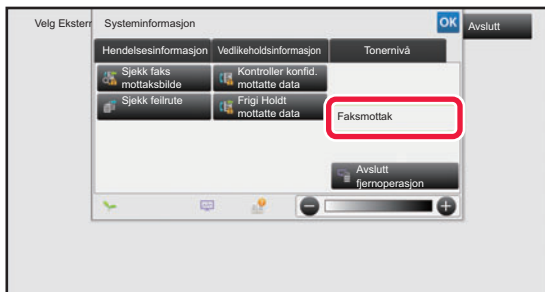 Velg Ekstern
Systeminformasjon
OK
Avslutt
Hendelsesinformasjon
Vedlikeholdsinformasjon
Tonernivå
Sjekk faks
mottaksbilde
Kontroller konfid.
mottatte data
Sjekk feilrute
Frigi Holdt
mottatte data
Faksmottak
Avslutt
fjernoperasjon